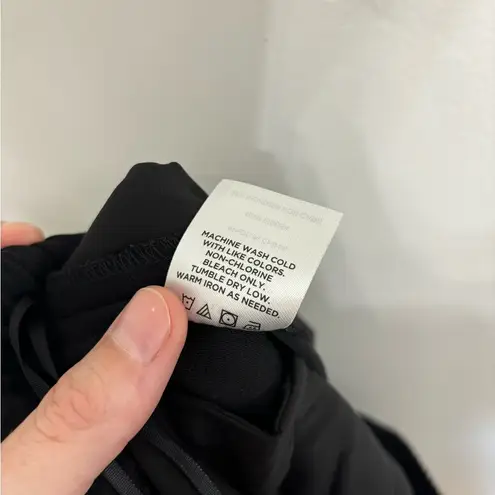 MACHINE WASH COLD
WITH LIKE COLORS.
NON-CHLORINE
BLEACH ONLY.
TUMBLE DRY LOW.
WARM IRON AS NEEDED.